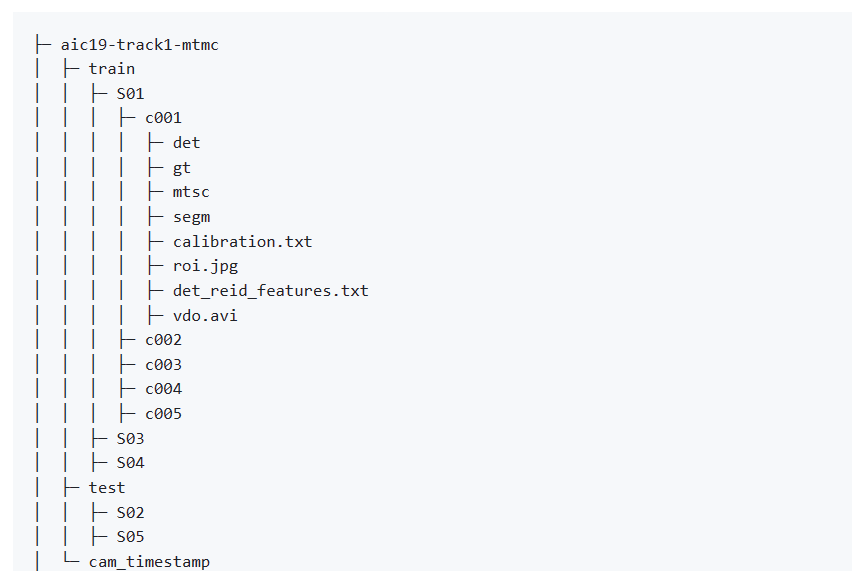 ├─ aic19-track1-mtmc
│  ├─ train
│  │  ├─ S01
│  │  │  ├─ c001
│  │  │  │  ├─ det
│  │  │  │  ├─ gt
│  │  │  │  ├─ mtsc
│  │  │  │  ├─ segm
│  │  │  │  ├─ calibration.txt
│  │  │  │  ├─ roi.jpg
│  │  │  │  ├─ det_reid_features.txt
│  │  │  │  ├─ vdo.avi
│  │  │  ├─ c002
│  │  │  ├─ c003
│  │  │  ├─ c004
│  │  │  ├─ c005
│  │  ├─ S03
│  │  ├─ S04
│  ├─ test
│  │  ├─ S02
│  │  ├─ S05
│  └─ cam_timestamp